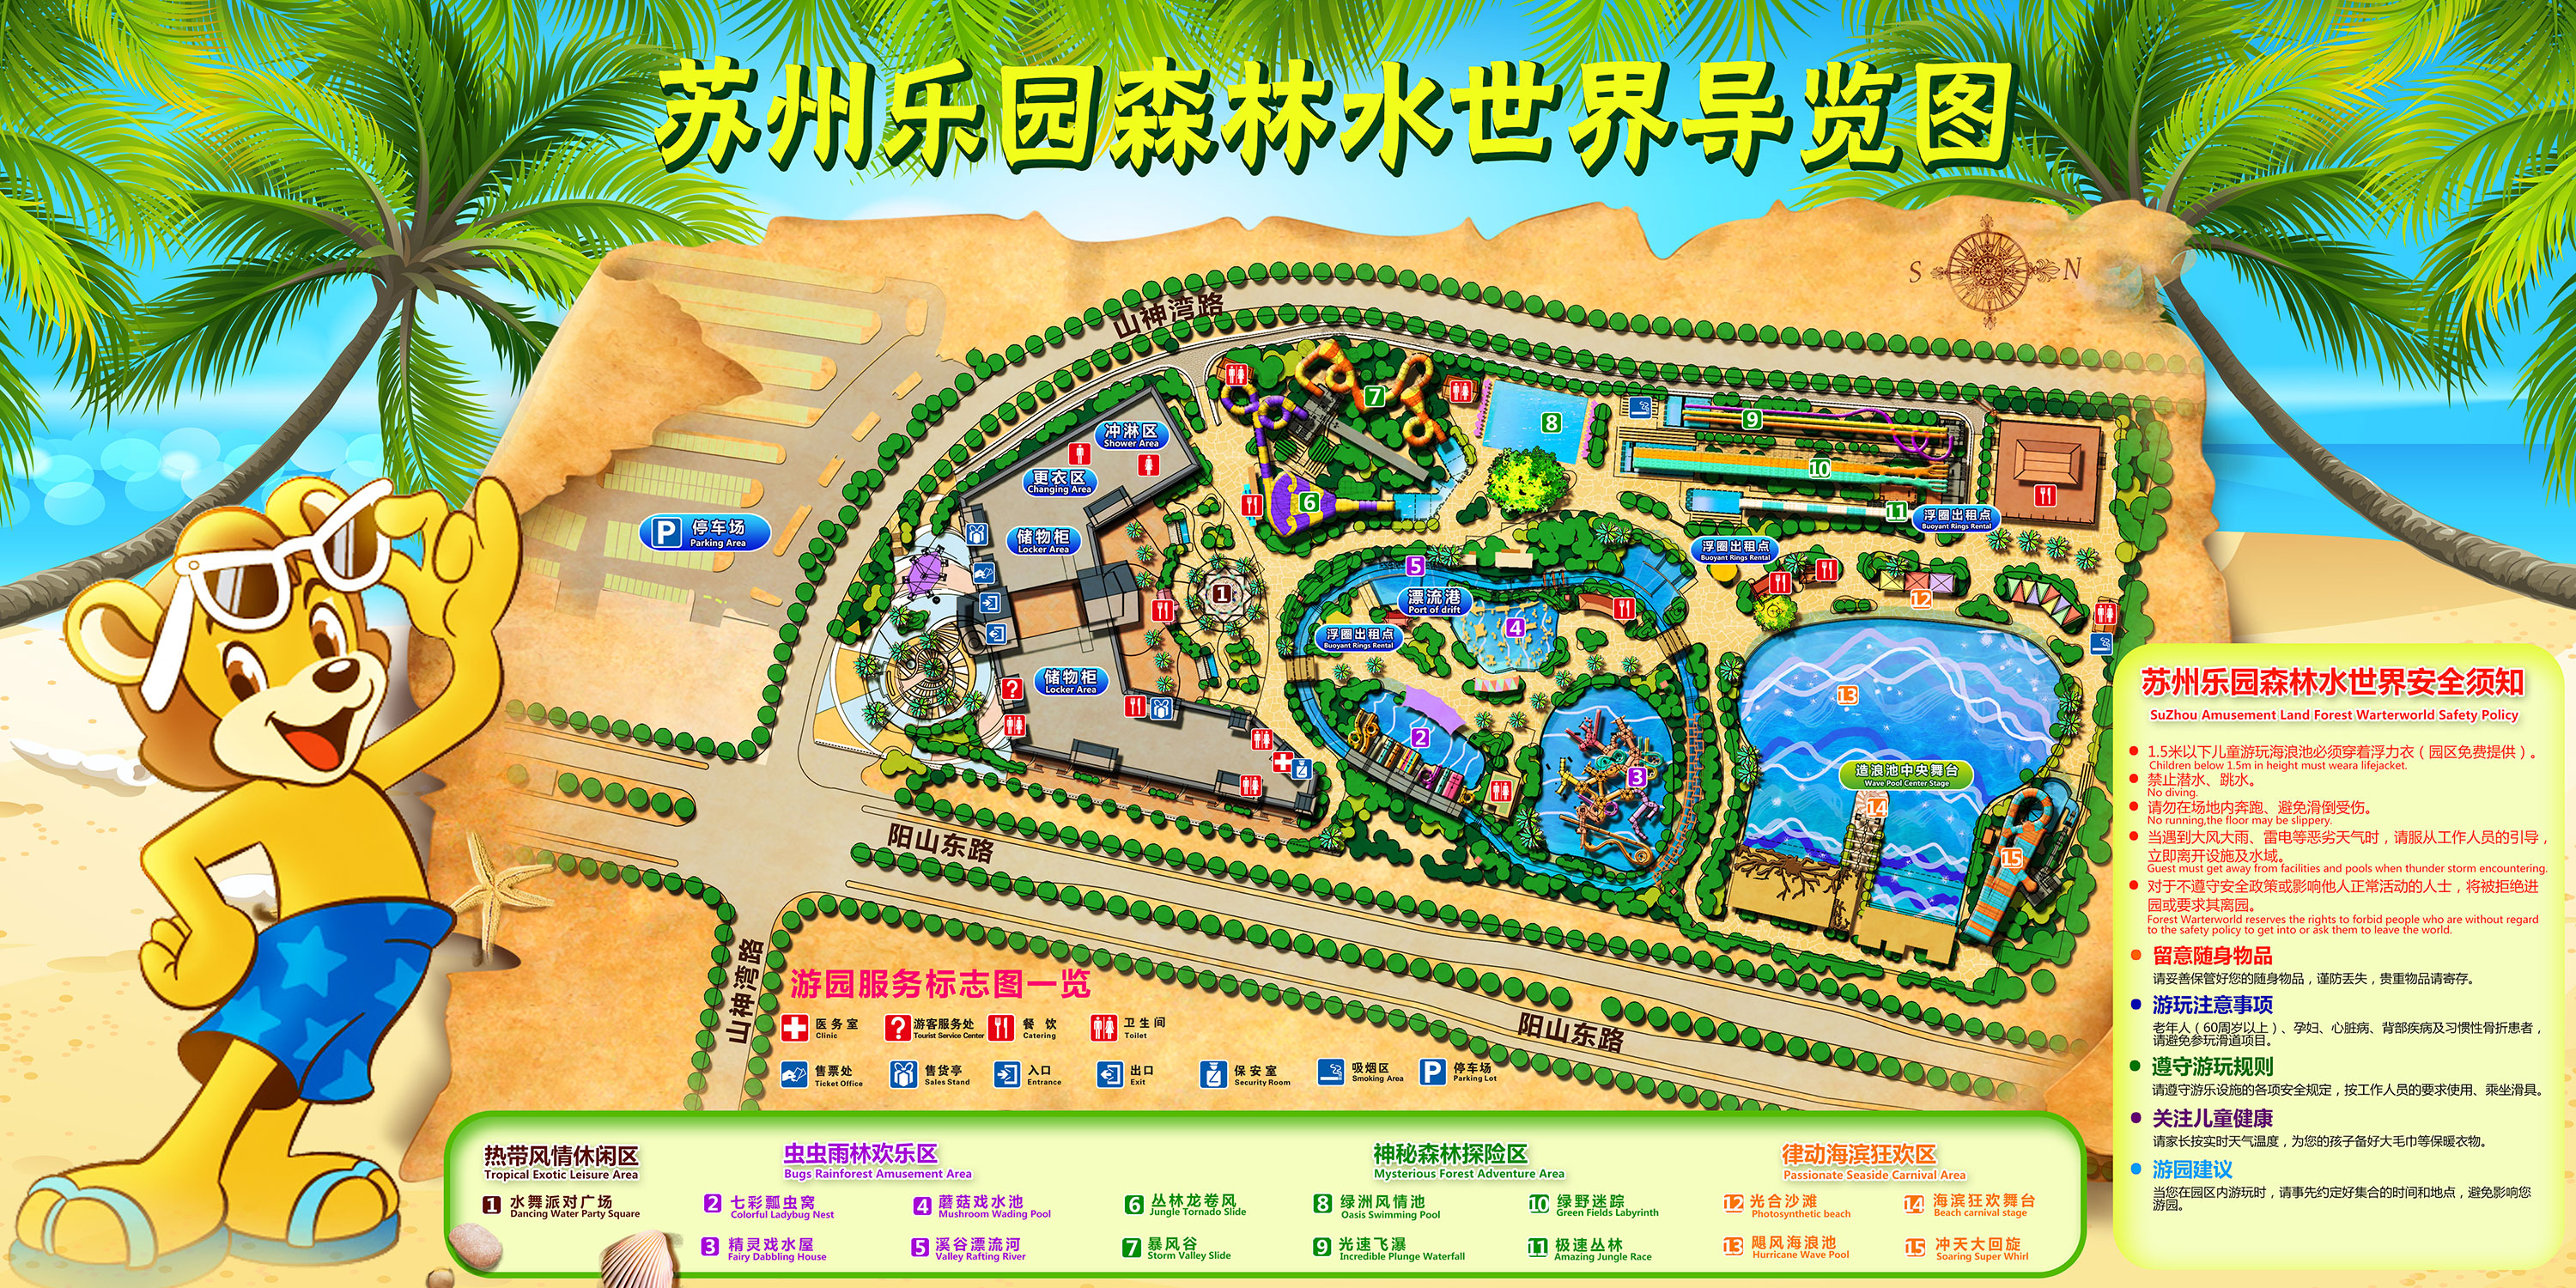 苏州乐园森林水世界导览图
S N
山神湾路
冲淋区
Shower Area
更衣区
Changing Area
储物柜
Locker Area
P 停车场
Parking Area
储物柜
Locker Area
7
8
9
10
11
6
浮圈出租点
Buoyant Rings Rental
浮圈出租点
Buoyant Rings Rental
5
漂流港
Port of drift
1
4
12
浮圈出租点
Buoyant Rings Rental
?
13
2
3
造浪池中央舞台
Wave Pool Center Stage
14
15
阳山东路
山神湾路
阳山东路
游园服务标志图一览
医务室
Clinic
? 游客服务处
Tourist Service Center
餐 饮
Catering
卫生间
Toilet
售票处
Ticket Office
售货亭
Sales Stand
入口
Entrance
出口
Exit
保安室
Security Room
吸烟区
Smoking Area
P 停车场
Parking Lot
热带风情休闲区
Tropical Exotic Leisure Area
1 水舞派对广场
Dancing Water Party Square
虫虫雨林欢乐区
Bugs Rainforest Amusement Area
2 七彩瓢虫窝
Colorful Ladybug Nest
4 蘑菇戏水池
Mushroom Wading Pool
3 精灵戏水屋
Fairy Dabbling House
5 溪谷漂流河
Valley Rafting River
神秘森林探险区
Mysterious Forest Adventure Area
6 丛林龙卷风
Jungle Tornado Slide
8 绿洲风情池
Oasis Swimming Pool
10 绿野迷踪
Green Fields Labyrinth
7 暴风谷
Storm Valley Slide
9 光速飞瀑
Incredible Plunge Waterfall
11 极速丛林
Amazing Jungle Race
律动海滨狂欢区
Passionate Seaside Carnival Area
12 光合沙滩
Photosynthetic beach
14 海滨狂欢舞台
Beach carnival stage
13 飓风海浪池
Hurricane Wave Pool
15 冲天大回旋
Soaring Super Whirl
苏州乐园森林水世界安全须知
SuZhou Amusement Land Forest Warterworld Safety Policy
1.5米以下儿童游玩海浪池必须穿着浮力衣（园区免费提供）。
Children below 1.5m in height must weara lifejacket.
禁止潜水、跳水。
No diving.
请勿在场地内奔跑、避免滑倒受伤。
No running,the floor may be slippery.
当遇到大风大雨、雷电等恶劣天气时，请服从工作人员的引导，
立即离开设施及水域。
Guest must get away from facilities and pools when thunder storm encountering.
对于不遵守安全政策或影响他人正常活动的人士，将被拒绝进
园或要求其离园。
Forest Warterworld reserves the rights to forbid people who are without regard
to the safety policy to get into or ask them to leave the world.
留意随身物品
请妥善保管好您的随身物品，谨防丢失，贵重物品请寄存。
游玩注意事项
老年人（60周岁以上）、孕妇、心脏病、背部疾病及习惯性骨折患者，
请避免参玩滑道项目。
遵守游玩规则
请遵守游乐设施的各项安全规定，按工作人员的要求使用、乘坐滑具。
关注儿童健康
请家长按实时天气温度，为您的孩子备好大毛巾等保暖衣物。
游园建议
当您在园区内游玩时，请事先约定好集合的时间和地点，避免影响您
游园。